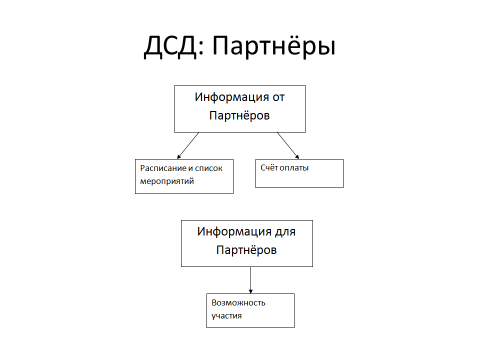 ДСД: Партнёры
Информация от
Партнёров
Расписание и список
мероприятий
Счёт оплаты
Информация для
Партнёров
Возможность
участия